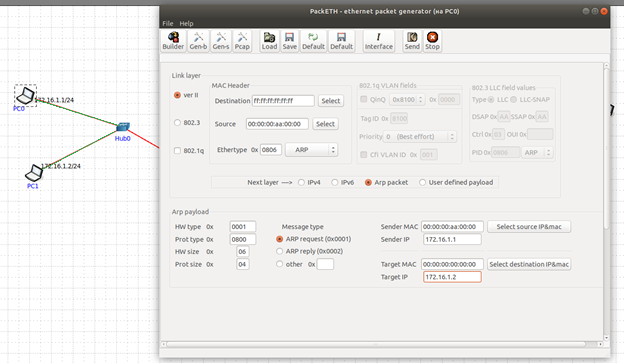 PackETH - ethernet packet generator (на PC0)
File Help
Builder Gen-b Gen-s Pcap Load Save Default Default Interface Send Stop
Link layer
ver II
802.3
802.1q
MAC Header
Destination ff:ff:ff:ff:ff:ff Select
Source 00:00:00:aa:00:00 Select
Ethertype 0x 0806 ARP
802.1q VLAN fields
QinQ 0x8100 0x 0000
Tag ID 0x 8100
Priority 0 (Best effort)
Cfi VLAN ID 0x 001
802.3 LLC field values
Type LLC LLC-SNAP
DSAP 0x AA SSAP 0x AA
Ctrl 0x 03 OUI 0x
PID 0x 0806 ARP
Next layer ---> IPv4 IPv6 Arp packet User defined payload
Arp payload
HW type 0x 0001
Prot type 0x 0800
HW size 0x 06
Prot size 0x 04
Message type
ARP request (0x0001)
ARP reply (0x0002)
other 0x
Sender MAC 00:00:00:aa:00:00 Select source IP&mac
Sender IP 172.16.1.1
Target MAC 00:00:00:00:00:00 Select destination IP&mac
Target IP 172.16.1.2
172.16.1.1/24
PC0
Hub0
172.16.1.2/24
PC1